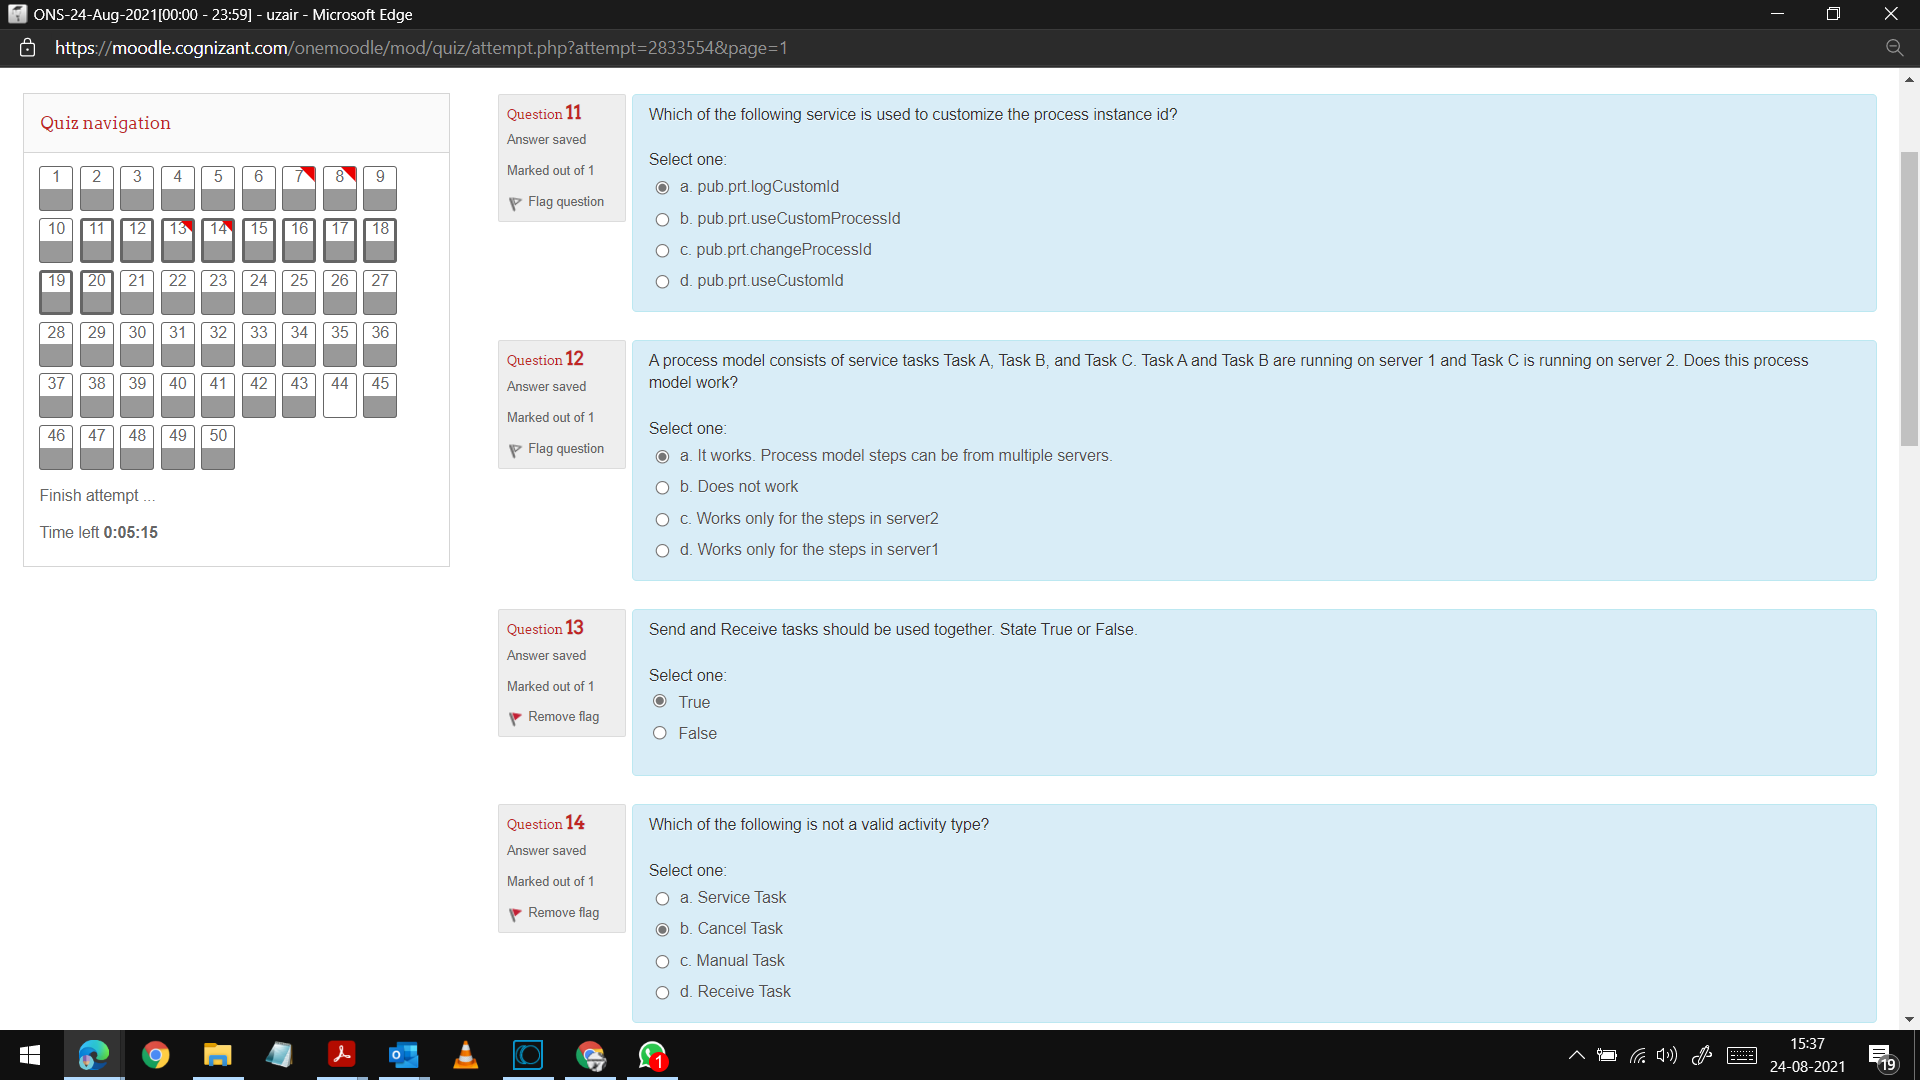 ONS-24-Aug-2021[00:00 - 23:59] - uzair - Microsoft Edge
https://moodle.cognizant.com/onemoodle/mod/quiz/attempt.php?attempt=2833554&page=1
Quiz navigation
1 2 3 4 5 6 7 8 9
10 11 12 13 14 15 16 17 18
19 20 21 22 23 24 25 26 27
28 29 30 31 32 33 34 35 36
37 38 39 40 41 42 43 44 45
46 47 48 49 50
Finish attempt ...
Time left 0:05:15
Question 11
Answer saved
Marked out of 1
Flag question
Which of the following service is used to customize the process instance id?
Select one:
a. pub.prt.logCustomId
b. pub.prt.useCustomProcessId
c. pub.prt.changeProcessId
d. pub.prt.useCustomId
Question 12
Answer saved
Marked out of 1
Flag question
A process model consists of service tasks Task A, Task B, and Task C. Task A and Task B are running on server 1 and Task C is running on server 2. Does this process
model work?
Select one:
a. It works. Process model steps can be from multiple servers.
b. Does not work
c. Works only for the steps in server2
d. Works only for the steps in server1
Question 13
Answer saved
Marked out of 1
Remove flag
Send and Receive tasks should be used together. State True or False.
Select one:
True
False
Question 14
Answer saved
Marked out of 1
Remove flag
Which of the following is not a valid activity type?
Select one:
a. Service Task
b. Cancel Task
c. Manual Task
d. Receive Task
1
15:37
24-08-2021
19